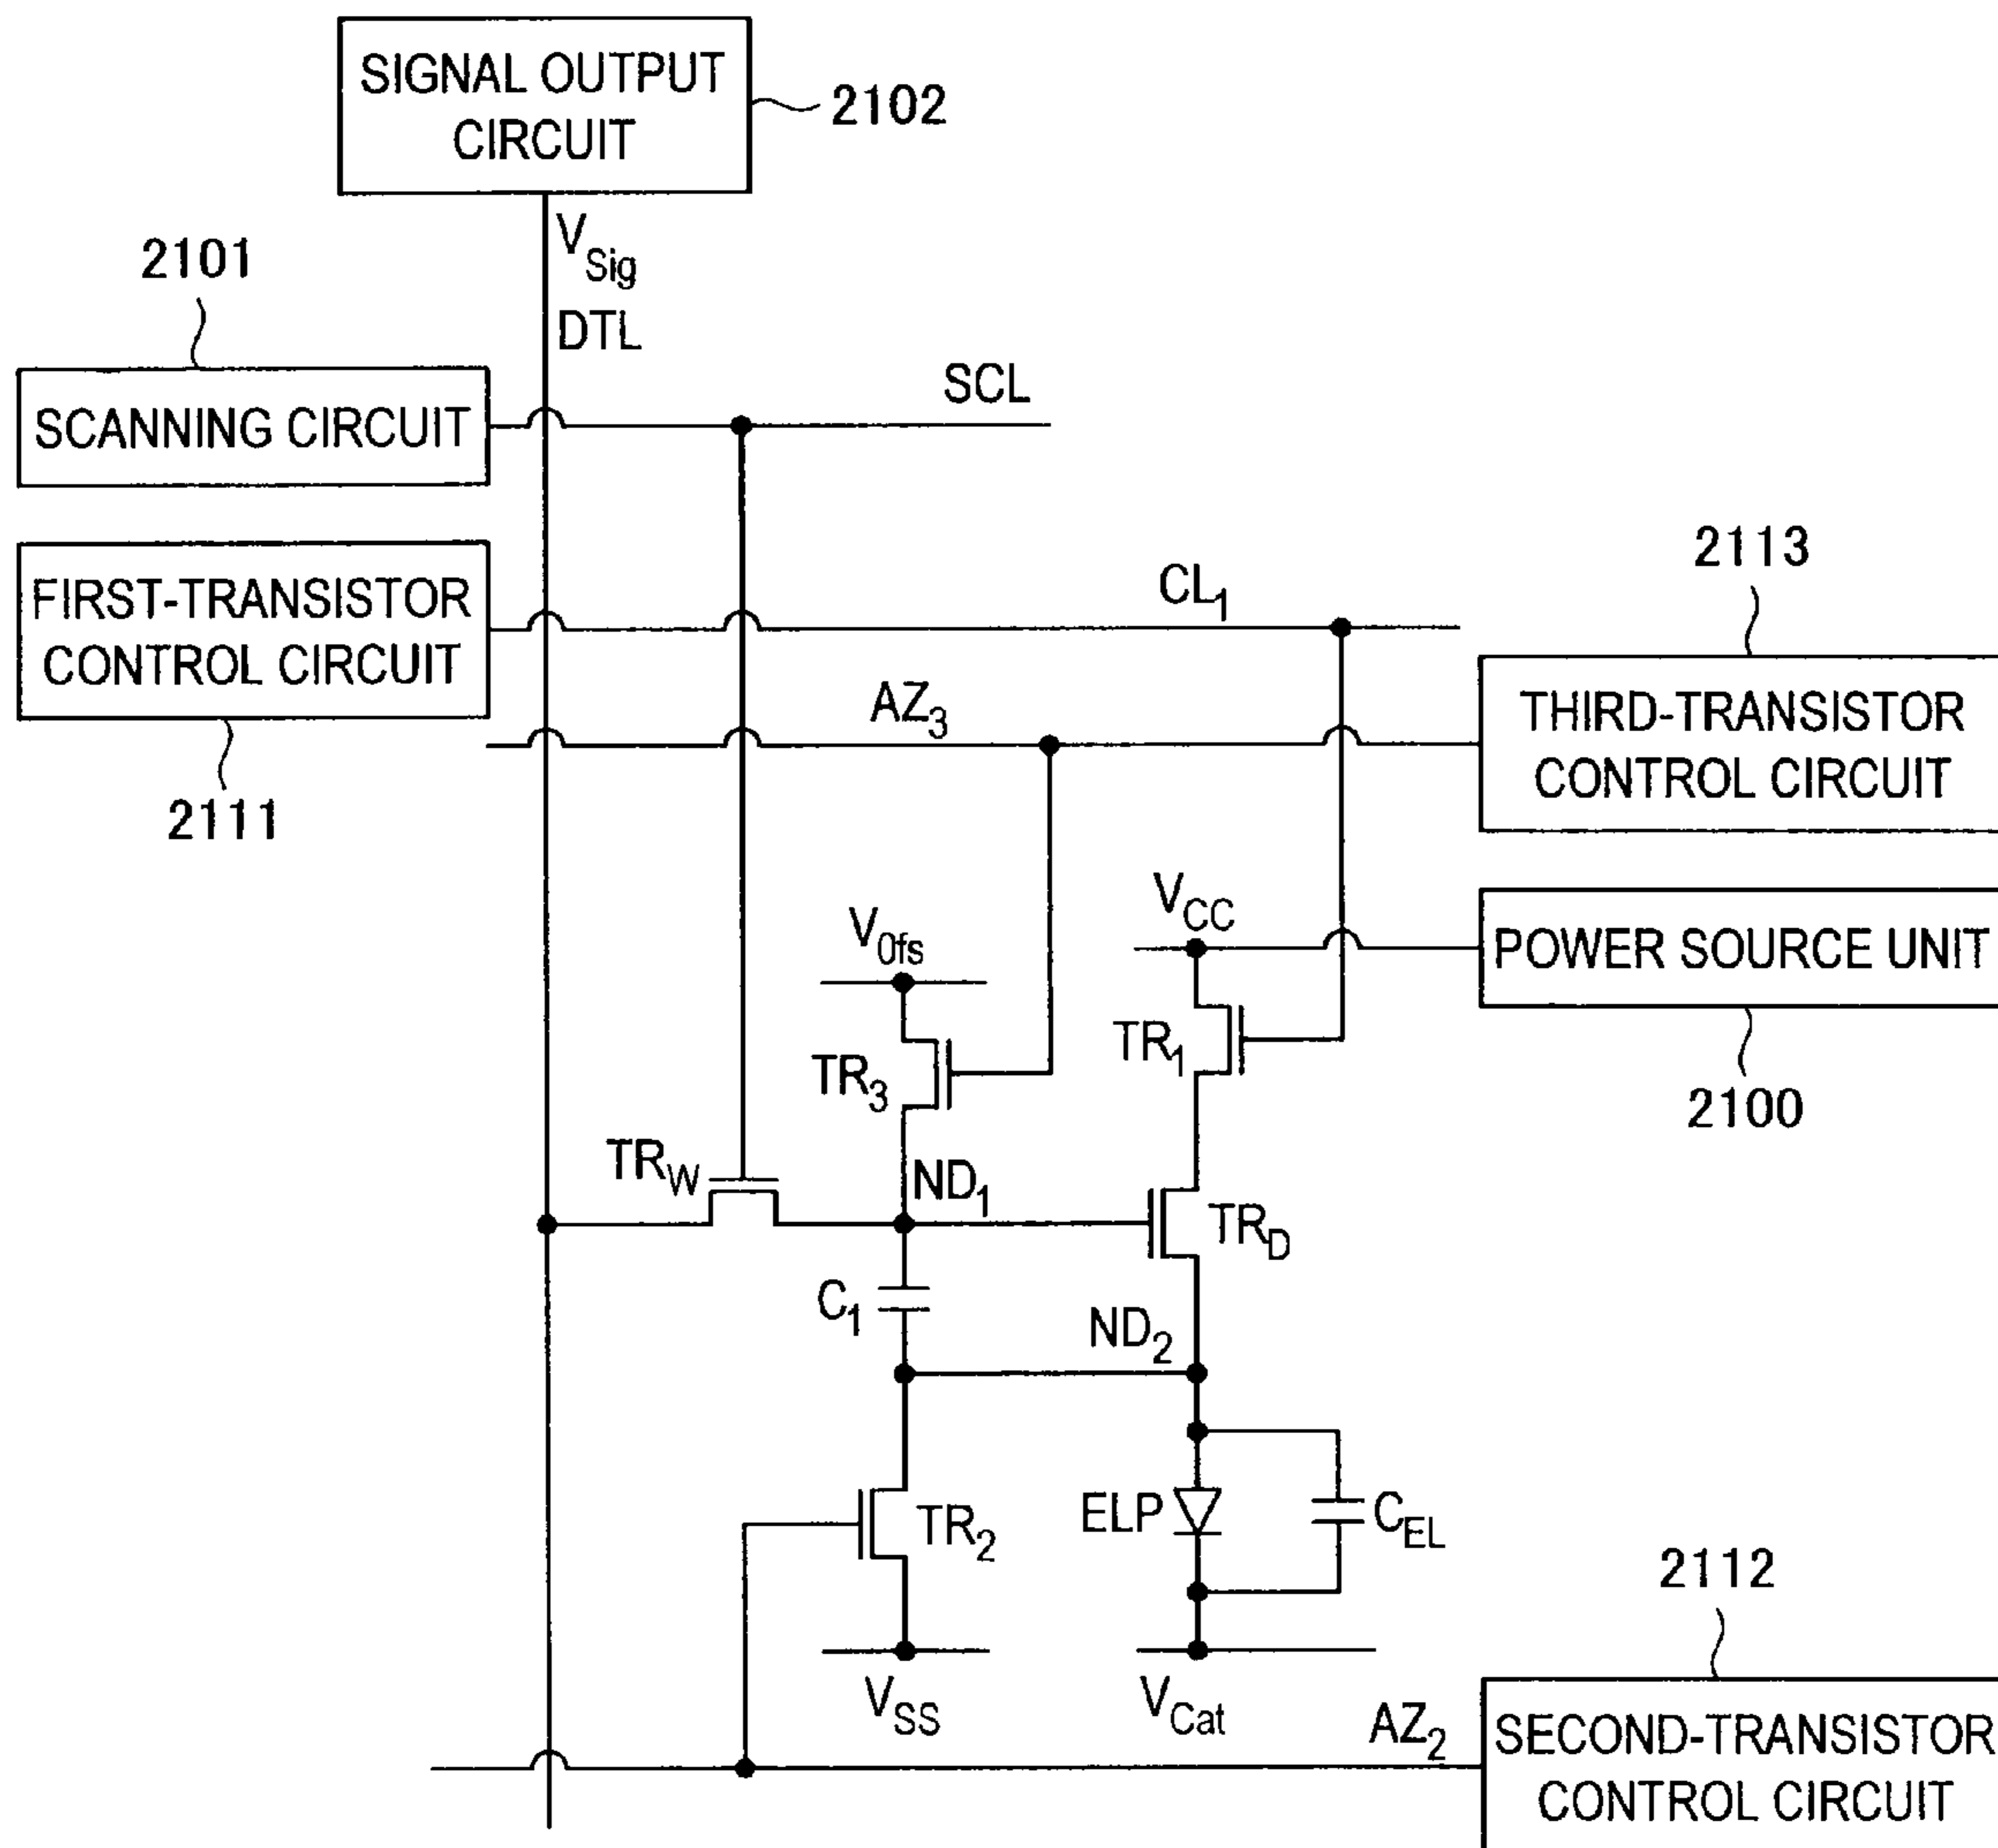 SIGNAL OUTPUT
CIRCUIT
2102
V_Sig
DTL
2101
SCANNING CIRCUIT
SCL
FIRST-TRANSISTOR
CONTROL CIRCUIT
2111
CL_1
2113
THIRD-TRANSISTOR
CONTROL CIRCUIT
AZ_3
V_CC
POWER SOURCE UNIT
2100
V_0fs
TR_3
TR_1
TR_W
ND_1
TR_D
C_1
ND_2
TR_2
ELP
C_EL
V_SS
V_Cat
AZ_2
2112
SECOND-TRANSISTOR
CONTROL CIRCUIT